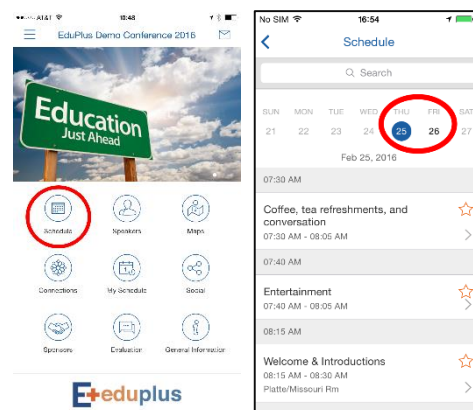 AT&T 10:48
EduPlus Demo Conference 2016
Education
Just Ahead
Schedule Speakers Maps
Connections My Schedule Social
Sponsors Evaluation General Information
E+eduplus
No SIM 16:54
Schedule
Search
SUN MON TUE WED THU FRI SAT
21 22 23 24 25 26 27
Feb 25, 2016
07:30 AM
Coffee, tea refreshments, and
conversation
07:30 AM - 08:05 AM
07:40 AM
Entertainment
07:40 AM - 08:05 AM
08:15 AM
Welcome & Introductions
08:15 AM - 08:30 AM
Platte/Missouri Rm